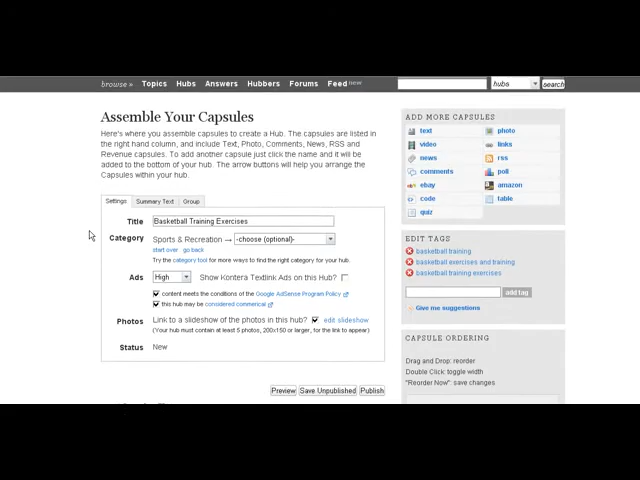 browse » Topics Hubs Answers Hubbers Forums Feed new hubs search
Assemble Your Capsules
Here's where you assemble capsules to create a Hub. The capsules are listed in
the right hand column, and include Text, Photo, Comments, News, RSS and
Revenue capsules. To add another capsule just click the name and it will be
added to the bottom of your hub. The arrow buttons will help you arrange the
Capsules within your hub.
Settings Summary Text Group
Title Basketball Training Exercises
Category Sports & Recreation → -choose (optional)-
start over go back
Try the category tool for more ways to find the right category for your hub.
Ads High Show Kontera Textlink Ads on this Hub?
content meets the conditions of the Google AdSense Program Policy
this hub may be considered commercial
Photos Link to a slideshow of the photos in this hub? edit slideshow
(Your hub must contain at least 5 photos, 200x150 or larger, for the link to appear)
Status New
Preview Save Unpublished Publish
ADD MORE CAPSULES
text photo
video links
news rss
comments poll
ebay amazon
code table
quiz
EDIT TAGS
basketball training
basketball exercises and training
basketball training exercises
add tag
Give me suggestions
CAPSULE ORDERING
Drag and Drop: reorder
Double Click: toggle width
"Reorder Now": save changes